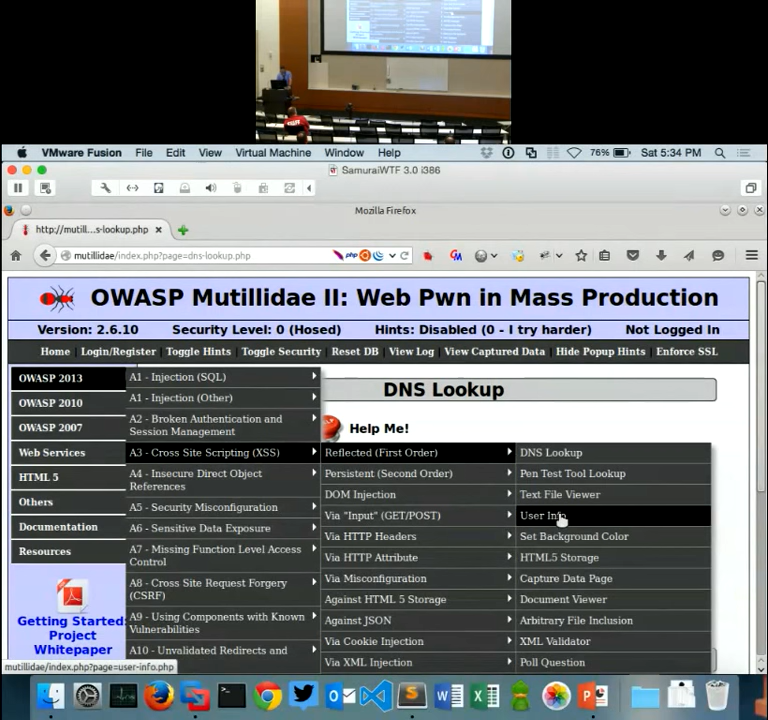 VMware Fusion File Edit View Virtual Machine Window Help 76% Sat 5:34 PM
SamuraiWTF 3.0 i386
Mozilla Firefox
http://mutill...s-lookup.php
mutillidae/index.php?page=dns-lookup.php
OWASP Mutillidae II: Web Pwn in Mass Production
Version: 2.6.10 Security Level: 0 (Hosed) Hints: Disabled (0 - I try harder) Not Logged In
Home | Login/Register | Toggle Hints | Toggle Security | Reset DB | View Log | View Captured Data | Hide Popup Hints | Enforce SSL
OWASP 2013
OWASP 2010
OWASP 2007
Web Services
HTML 5
Others
Documentation
Resources
Getting Started:
Project
Whitepaper
A1 - Injection (SQL)
A1 - Injection (Other)
A2 - Broken Authentication and
Session Management
A3 - Cross Site Scripting (XSS)
A4 - Insecure Direct Object
References
A5 - Security Misconfiguration
A6 - Sensitive Data Exposure
A7 - Missing Function Level Access
Control
A8 - Cross Site Request Forgery
(CSRF)
A9 - Using Components with Known
Vulnerabilities
A10 - Unvalidated Redirects and
DNS Lookup
Help Me!
Reflected (First Order)
Persistent (Second Order)
DOM Injection
Via "Input" (GET/POST)
Via HTTP Headers
Via HTTP Attribute
Via Misconfiguration
Against HTML 5 Storage
Against JSON
Via Cookie Injection
Via XML Injection
DNS Lookup
Pen Test Tool Lookup
Text File Viewer
User Info
Set Background Color
HTML5 Storage
Capture Data Page
Document Viewer
Arbitrary File Inclusion
XML Validator
Poll Question
mutillidae/index.php?page=user-info.php